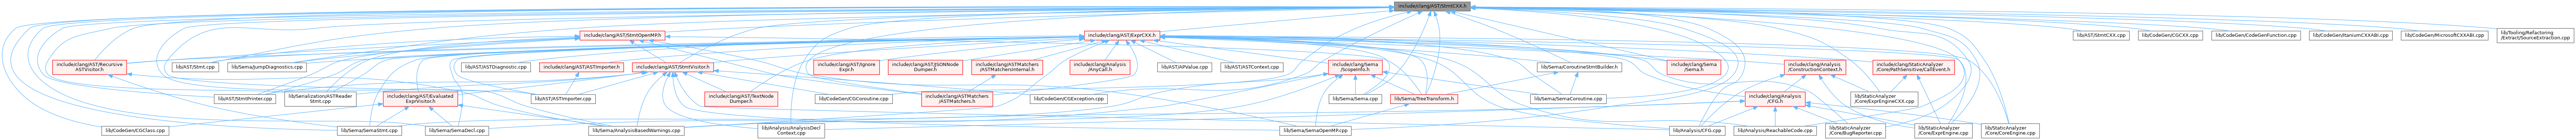 include/clang/AST/StmtCXX.h
include/clang/AST/StmtOpenMP.h
include/clang/AST/ExprCXX.h
lib/AST/StmtCXX.cpp
lib/CodeGen/CGCXX.cpp
lib/CodeGen/CodeGenFunction.cpp
lib/CodeGen/ItaniumCXXABI.cpp
lib/CodeGen/MicrosoftCXXABI.cpp
lib/Tooling/Refactoring
/Extract/SourceExtraction.cpp
include/clang/AST/Recursive
ASTVisitor.h
lib/AST/Stmt.cpp
lib/Sema/JumpDiagnostics.cpp
lib/AST/ASTDiagnostic.cpp
include/clang/AST/ASTImporter.h
include/clang/AST/StmtVisitor.h
include/clang/AST/Ignore
Expr.h
include/clang/AST/JSONNode
Dumper.h
include/clang/ASTMatchers
/ASTMatchersInternal.h
include/clang/Analysis
/AnyCall.h
lib/AST/APValue.cpp
lib/AST/ASTContext.cpp
include/clang/Sema
/ScopeInfo.h
lib/Sema/CoroutineStmtBuilder.h
include/clang/Sema
/Sema.h
include/clang/Analysis
/ConstructionContext.h
include/clang/StaticAnalyzer
/Core/PathSensitive/CallEvent.h
lib/AST/StmtPrinter.cpp
lib/Serialization/ASTReader
Stmt.cpp
include/clang/AST/Evaluated
ExprVisitor.h
lib/AST/ASTImporter.cpp
include/clang/AST/TextNode
Dumper.h
lib/CodeGen/CGCoroutine.cpp
include/clang/ASTMatchers
/ASTMatchers.h
lib/CodeGen/CGException.cpp
lib/Sema/Sema.cpp
lib/Sema/TreeTransform.h
lib/Sema/SemaCoroutine.cpp
include/clang/Analysis
/CFG.h
lib/StaticAnalyzer
/Core/ExprEngineCXX.cpp
lib/CodeGen/CGClass.cpp
lib/Sema/SemaStmt.cpp
lib/Sema/SemaDecl.cpp
lib/Sema/AnalysisBasedWarnings.cpp
lib/Analysis/AnalysisDecl
Context.cpp
lib/Sema/SemaOpenMP.cpp
lib/Analysis/CFG.cpp
lib/Analysis/ReachableCode.cpp
lib/StaticAnalyzer
/Core/BugReporter.cpp
lib/StaticAnalyzer
/Core/ExprEngine.cpp
lib/StaticAnalyzer
/Core/CoreEngine.cpp